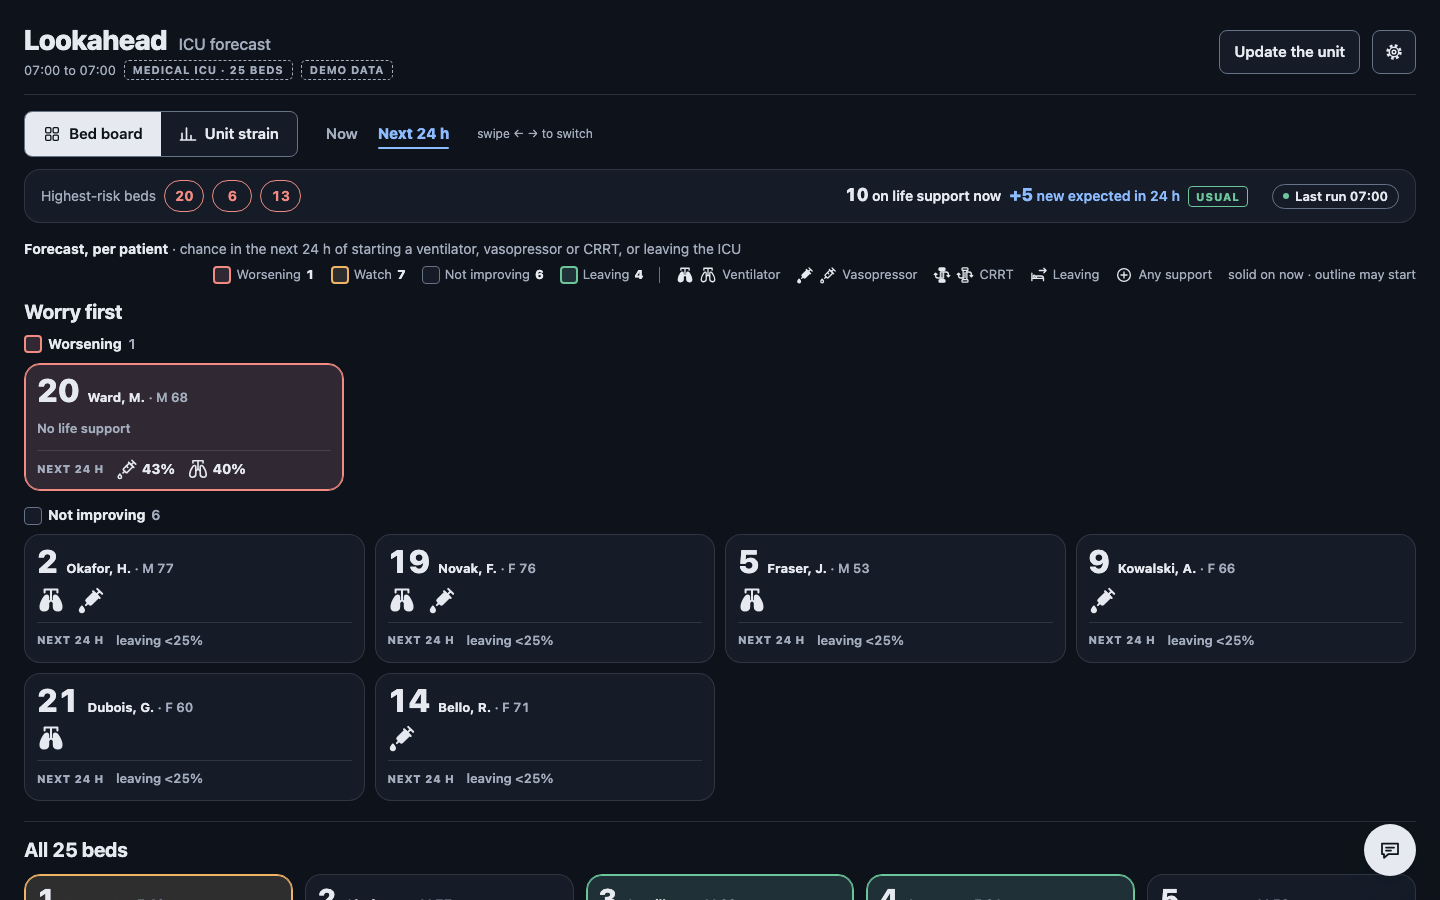 Lookahead ICU forecast
07:00 to 07:00 MEDICAL ICU · 25 BEDS DEMO DATA
Update the unit
Bed board Unit strain Now Next 24 h swipe ← → to switch
Highest-risk beds 20 6 13 10 on life support now +5 new expected in 24 h USUAL Last run 07:00
Forecast, per patient · chance in the next 24 h of starting a ventilator, vasopressor or CRRT, or leaving the ICU
Worsening 1 Watch 7 Not improving 6 Leaving 4 Ventilator Vasopressor CRRT Leaving Any support solid on now · outline may start
Worry first
Worsening 1
20 Ward, M. · M 68
No life support
NEXT 24 H 43% 40%
Not improving 6
2 Okafor, H. · M 77
NEXT 24 H leaving <25%
19 Novak, F. · F 76
NEXT 24 H leaving <25%
5 Fraser, J. · M 53
NEXT 24 H leaving <25%
9 Kowalski, A. · F 66
NEXT 24 H leaving <25%
21 Dubois, G. · F 60
NEXT 24 H leaving <25%
14 Bello, R. · F 71
NEXT 24 H leaving <25%
All 25 beds
1 2 3 4 5